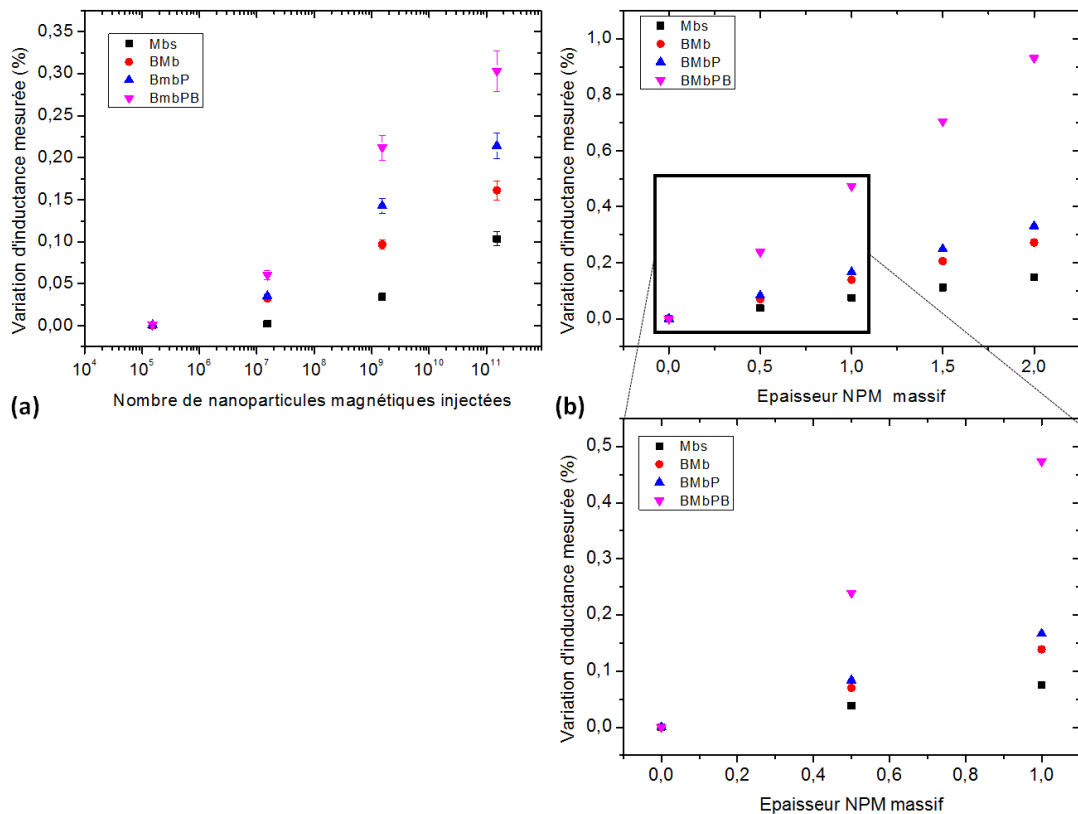 Variation d'inductance mesurée (%)
0,35
0,30
0,25
0,20
0,15
0,10
0,05
0,00
Mbs
BMb
BmbP
BmbPB
10^4 10^5 10^6 10^7 10^8 10^9 10^10 10^11
Nombre de nanoparticules magnétiques injectées
(a)
Variation d'inductance mesurée (%)
1,0
0,8
0,6
0,4
0,2
0,0
Mbs
BMb
BMbP
BMbPB
0,0 0,5 1,0 1,5 2,0
Epaisseur NPM massif
(b)
Variation d'inductance mesurée (%)
0,5
0,4
0,3
0,2
0,1
0,0
Mbs
BMb
BMbP
BMbPB
0,0 0,2 0,4 0,6 0,8 1,0
Epaisseur NPM massif